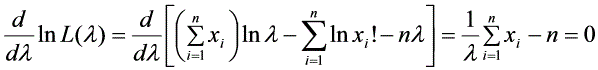 d/dλ ln L(λ) = d/dλ [(∑_{i=1}^{n} x_i) ln λ − ∑_{i=1}^{n} ln x_i! − nλ] = 1/λ ∑_{i=1}^{n} x_i − n = 0